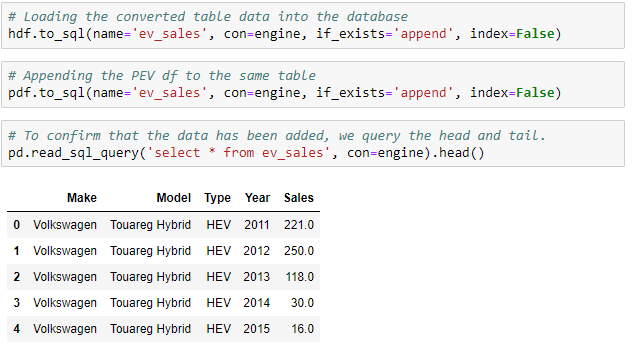 # Loading the converted table data into the database
hdf.to_sql(name='ev_sales', con=engine, if_exists='append', index=False)
# Appending the PEV df to the same table
pdf.to_sql(name='ev_sales', con=engine, if_exists='append', index=False)
# To confirm that the data has been added, we query the head and tail.
pd.read_sql_query('select * from ev_sales', con=engine).head()
Make Model Type Year Sales
0 Volkswagen Touareg Hybrid HEV 2011 221.0
1 Volkswagen Touareg Hybrid HEV 2012 250.0
2 Volkswagen Touareg Hybrid HEV 2013 118.0
3 Volkswagen Touareg Hybrid HEV 2014 30.0
4 Volkswagen Touareg Hybrid HEV 2015 16.0